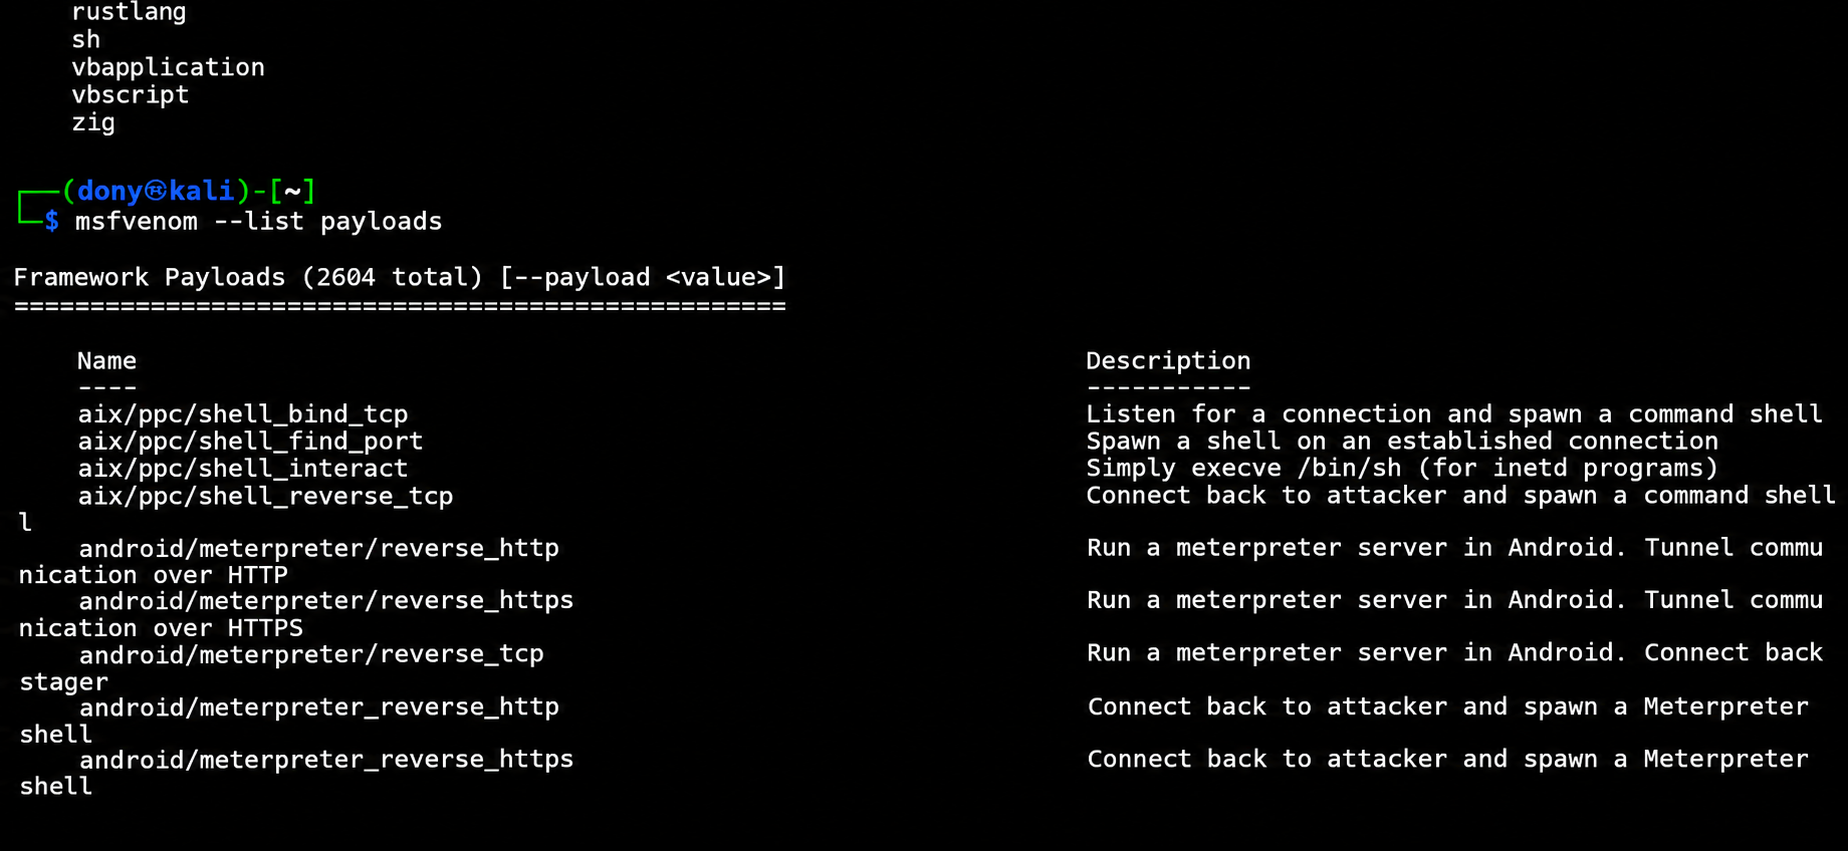 rustlang
sh
vbapplication
vbscript
zig
┌──(dony㉿kali)-[~]
└─$ msfvenom --list payloads
Framework Payloads (2604 total) [--payload <value>]
===================================================
Name Description
---- -----------
aix/ppc/shell_bind_tcp Listen for a connection and spawn a command shell
aix/ppc/shell_find_port Spawn a shell on an established connection
aix/ppc/shell_interact Simply execve /bin/sh (for inetd programs)
aix/ppc/shell_reverse_tcp Connect back to attacker and spawn a command shell
l
android/meterpreter/reverse_http Run a meterpreter server in Android. Tunnel commu
nication over HTTP
android/meterpreter/reverse_https Run a meterpreter server in Android. Tunnel commu
nication over HTTPS
android/meterpreter/reverse_tcp Run a meterpreter server in Android. Connect back
stager
android/meterpreter_reverse_http Connect back to attacker and spawn a Meterpreter
shell
android/meterpreter_reverse_https Connect back to attacker and spawn a Meterpreter
shell